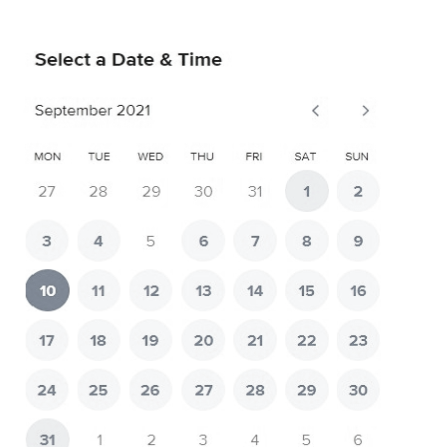 Select a Date & Time
September 2021
MON TUE WED THU FRI SAT SUN
27 28 29 30 31 1 2
3 4 5 6 7 8 9
10 11 12 13 14 15 16
17 18 19 20 21 22 23
24 25 26 27 28 29 30
31 1 2 3 4 5 6